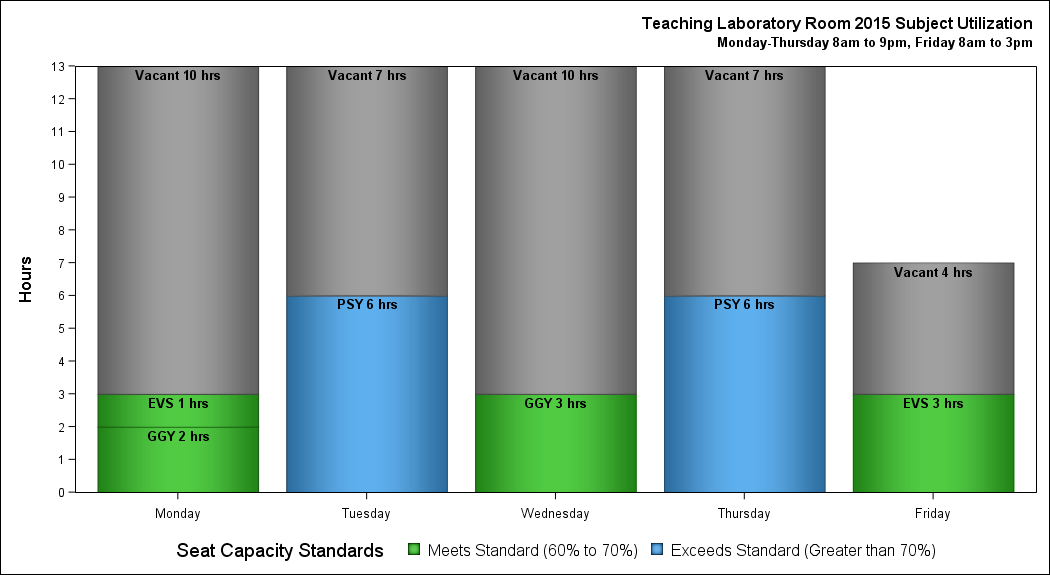 Teaching Laboratory Room 2015 Subject Utilization
Monday-Thursday 8am to 9pm, Friday 8am to 3pm
Hours
13
12
11
10
9
8
7
6
5
4
3
2
1
0
Vacant 10 hrs
EVS 1 hrs
GGY 2 hrs
Vacant 7 hrs
PSY 6 hrs
Vacant 10 hrs
GGY 3 hrs
Vacant 7 hrs
PSY 6 hrs
Vacant 4 hrs
EVS 3 hrs
Monday Tuesday Wednesday Thursday Friday
Seat Capacity Standards Meets Standard (60% to 70%) Exceeds Standard (Greater than 70%)